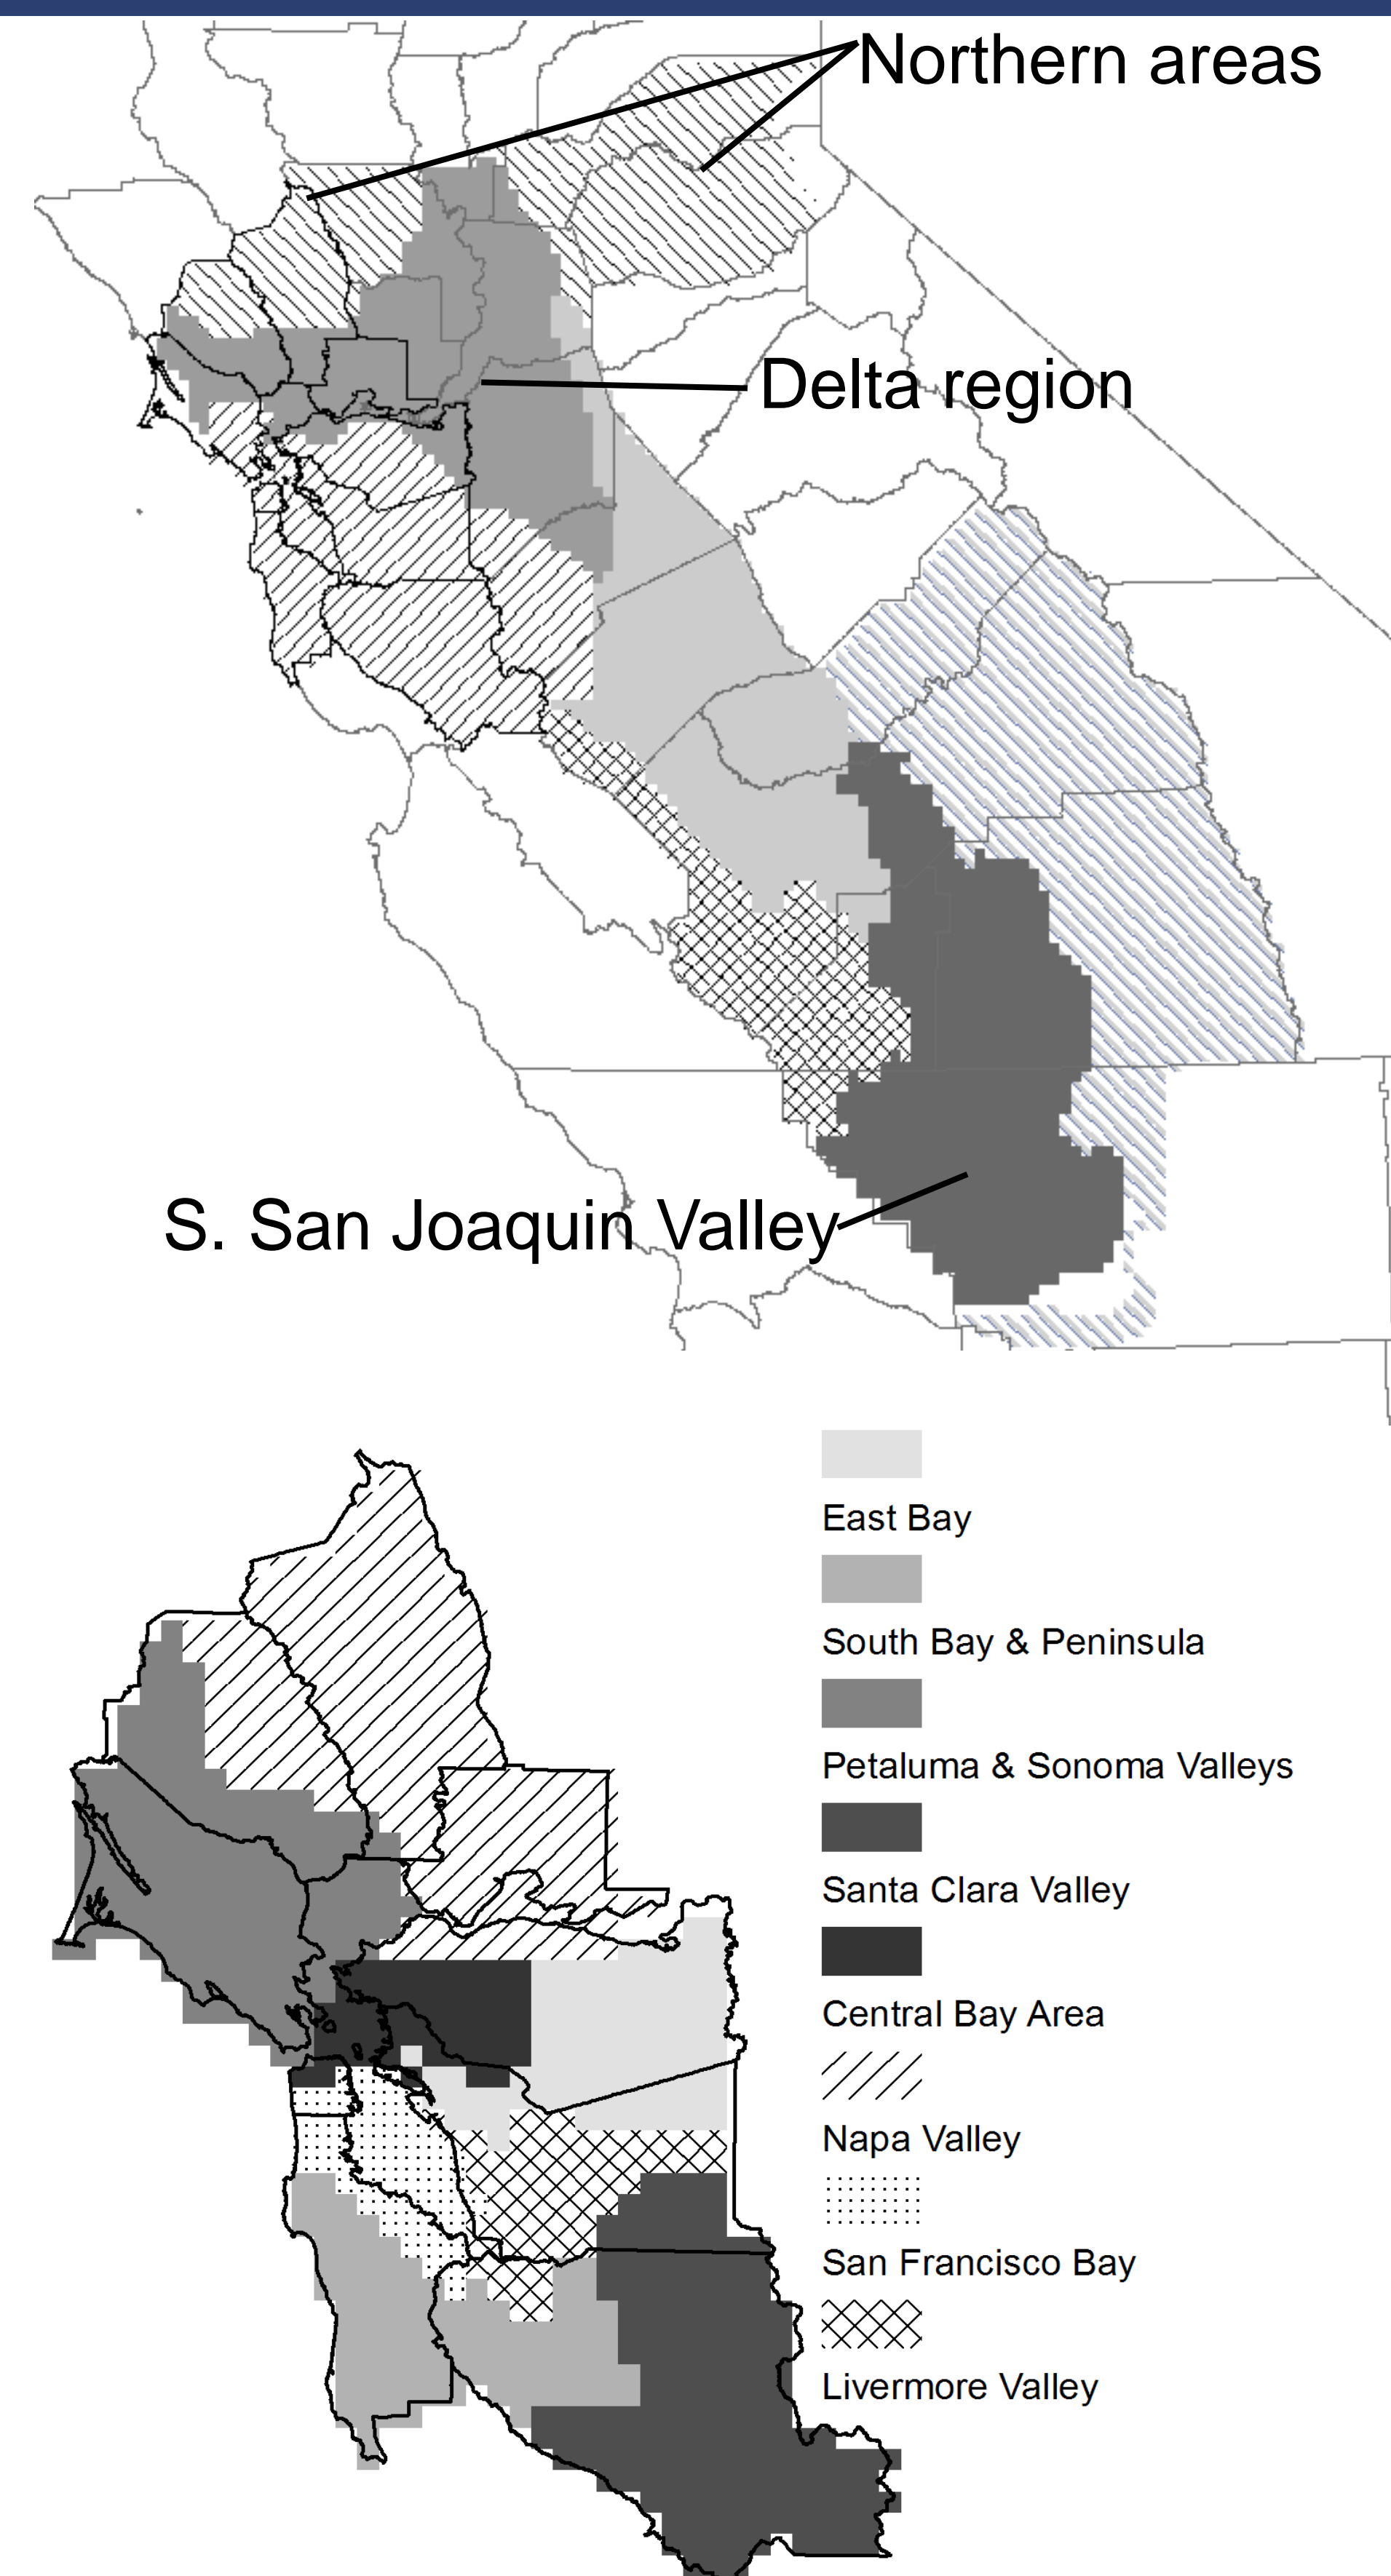 Northern areas
Delta region
S. San Joaquin Valley
East Bay
South Bay & Peninsula
Petaluma & Sonoma Valleys
Santa Clara Valley
Central Bay Area
Napa Valley
San Francisco Bay
Livermore Valley